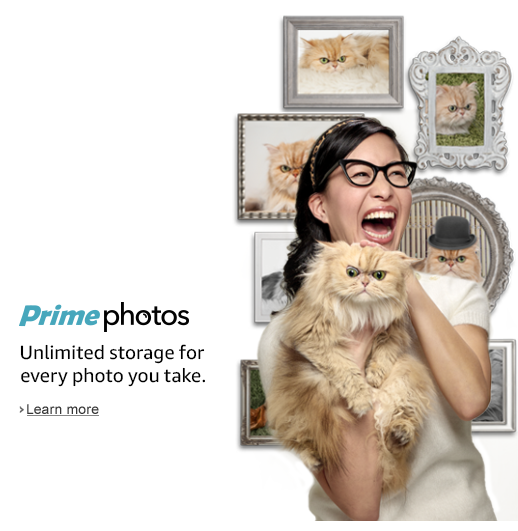 Prime photos
Unlimited storage for
every photo you take.
› Learn more